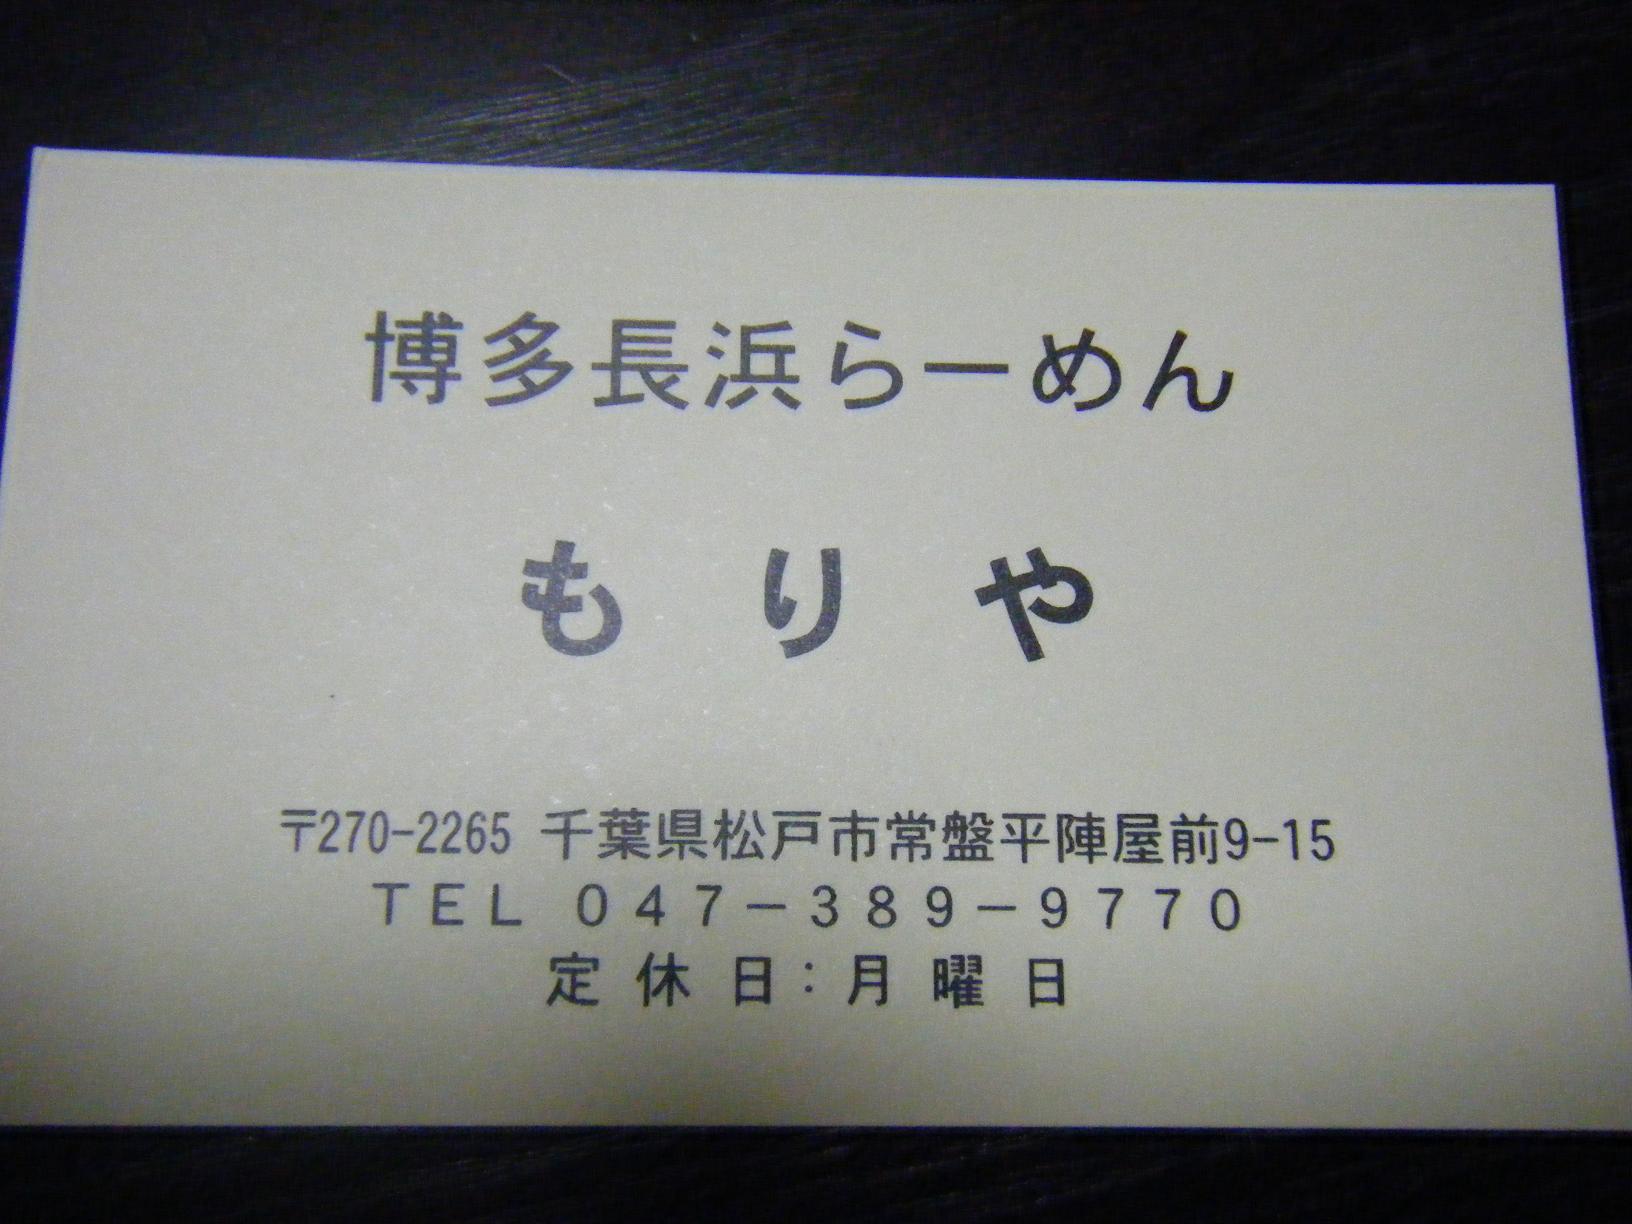 博多長浜らーめん
もりや
〒270-2265 千葉県松戸市常盤平陣屋前9-15
TEL 047-389-9770
定休日:月曜日